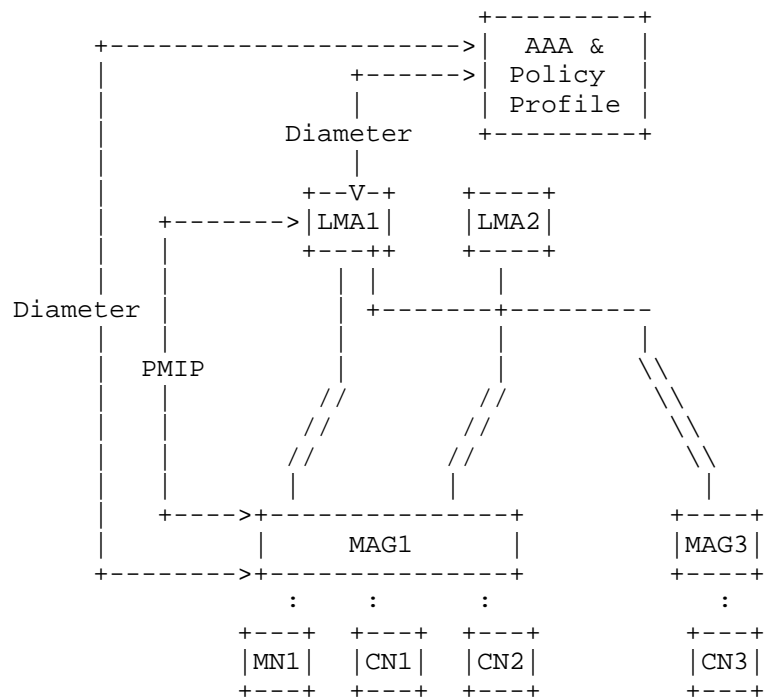 AAA &
Policy
Profile
Diameter
LMA1 LMA2
Diameter
PMIP
MAG1 MAG3
MN1 CN1 CN2 CN3